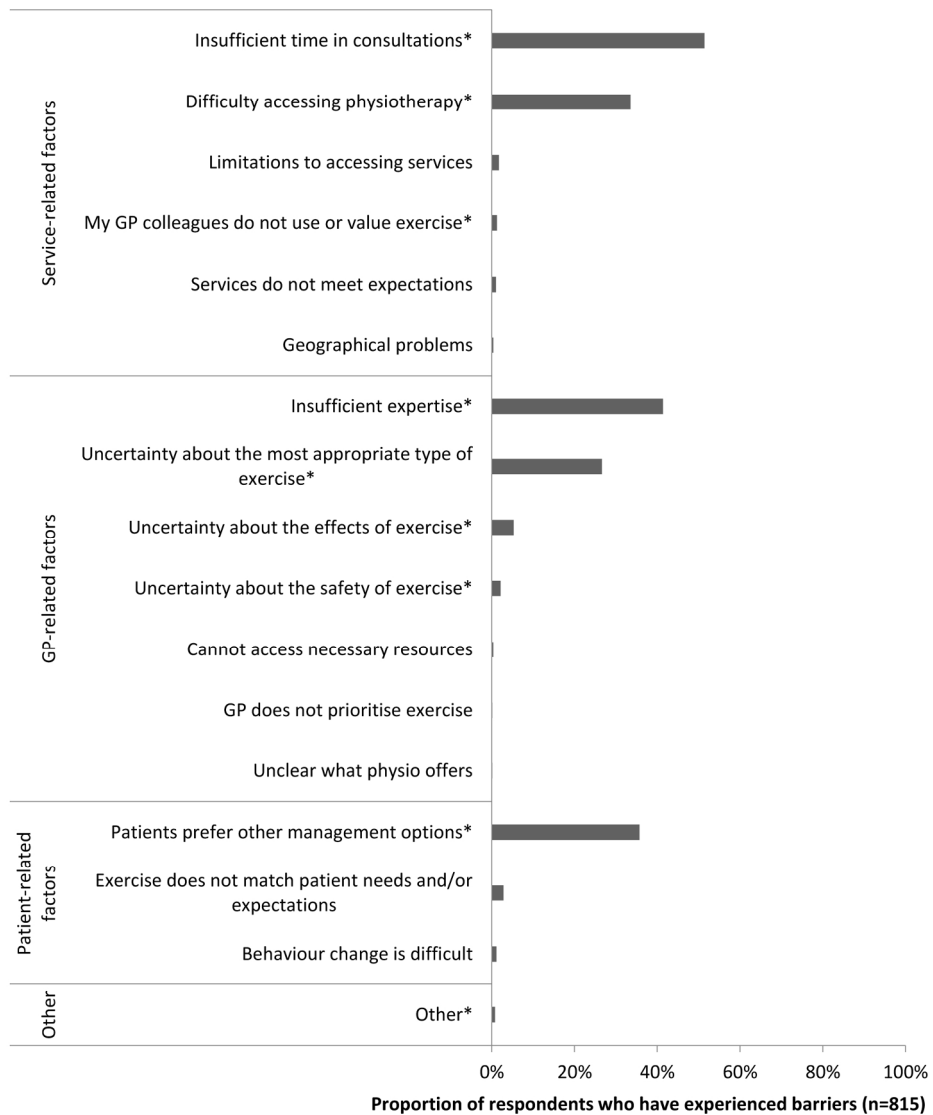 Service-related factors
Insufficient time in consultations*
Difficulty accessing physiotherapy*
Limitations to accessing services
My GP colleagues do not use or value exercise*
Services do not meet expectations
Geographical problems
GP-related factors
Insufficient expertise*
Uncertainty about the most appropriate type of
exercise*
Uncertainty about the effects of exercise*
Uncertainty about the safety of exercise*
Cannot access necessary resources
GP does not prioritise exercise
Unclear what physio offers
Patient-related
factors
Patients prefer other management options*
Exercise does not match patient needs and/or
expectations
Behaviour change is difficult
Other
Other*
0% 20% 40% 60% 80% 100%
Proportion of respondents who have experienced barriers (n=815)